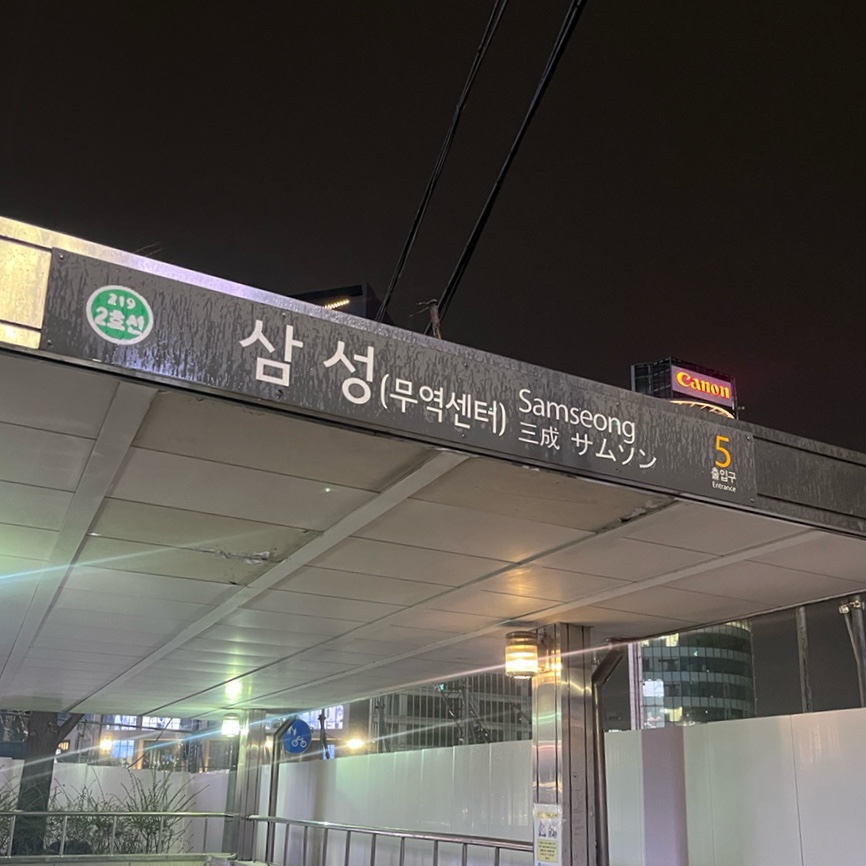 219
2호선
삼성(무역센터)
Samseong
三成 サムソン
5
출입구
Entrance
Canon